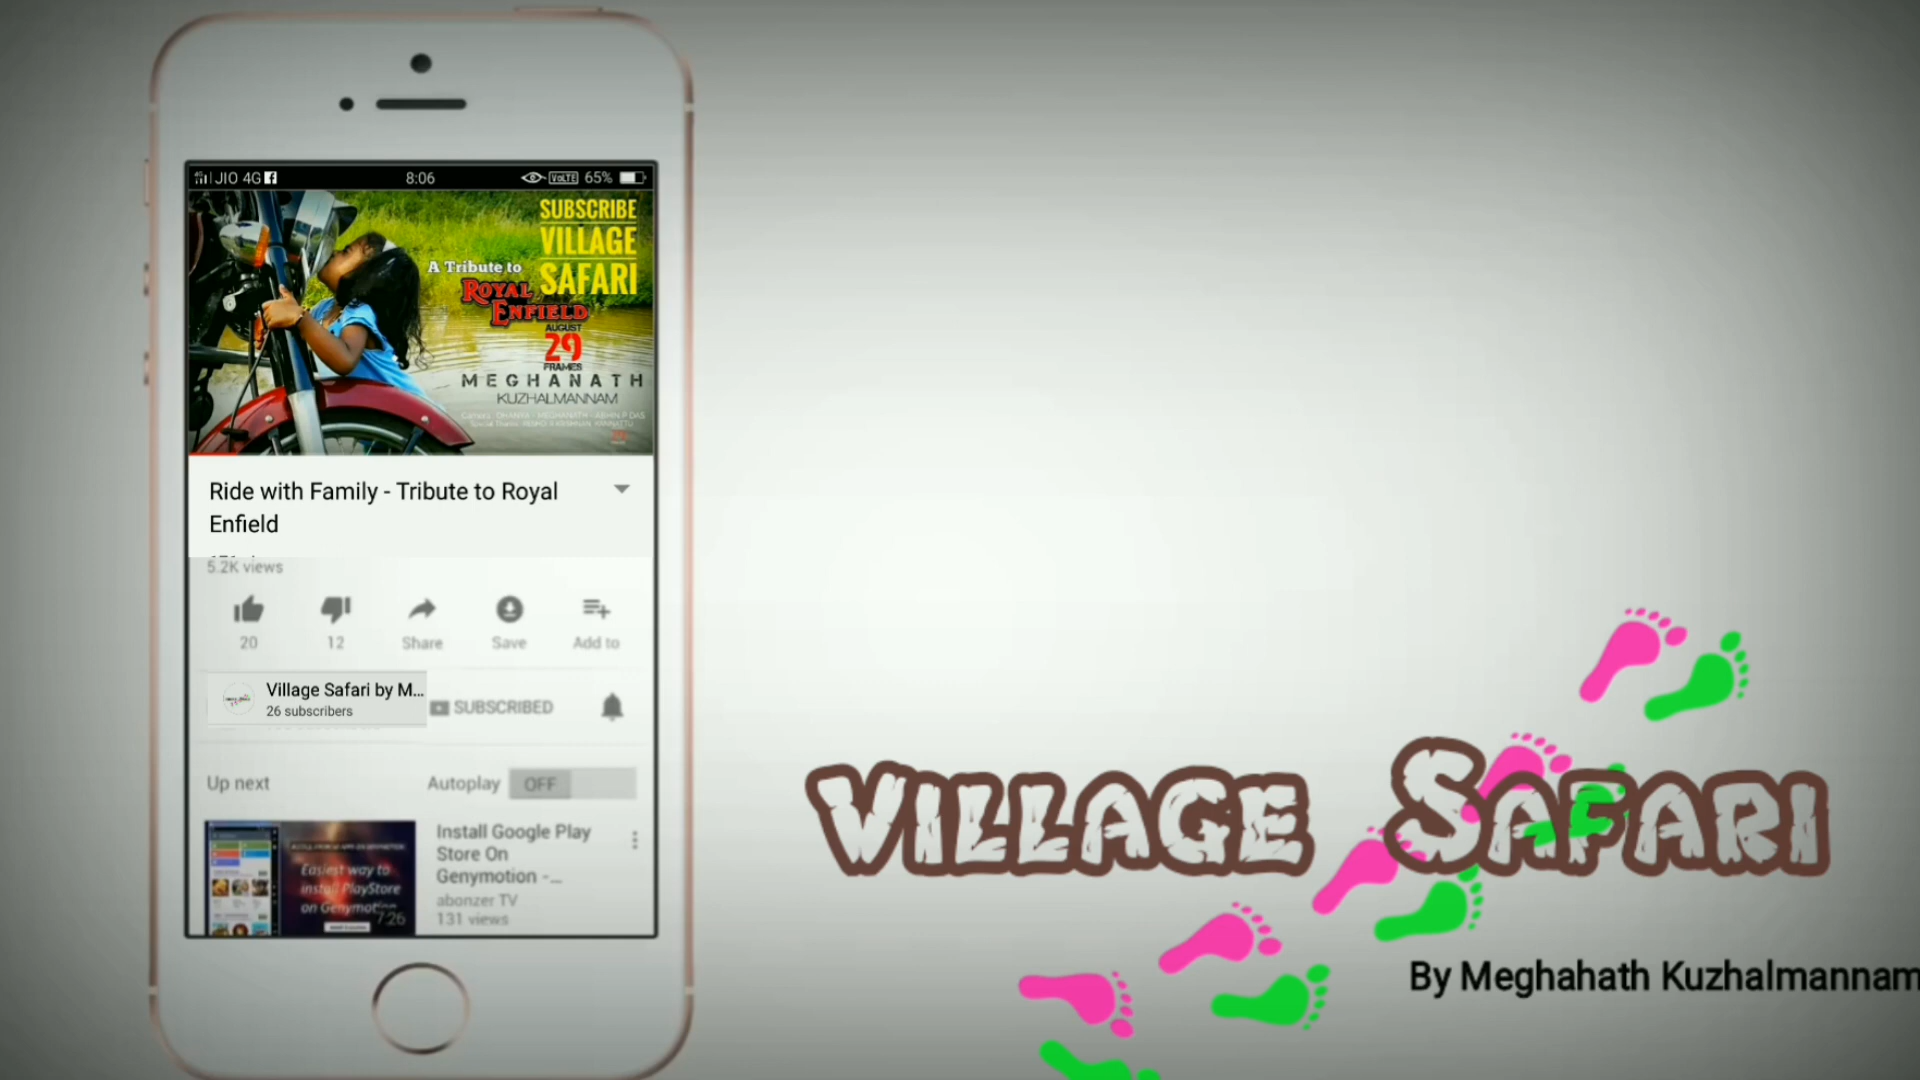 JIO 4G
8:06
VoLTE 65%
SUBSCRIBE
VILLAGE
SAFARI
A Tribute to
ROYAL
ENFIELD
AUGUST
29
FRAMES
MEGHANATH
KUZHALMANNAM
Ride with Family - Tribute to Royal
Enfield
5.2K views
20
12
Share
Save
Add to
Village Safari by M...
26 subscribers
SUBSCRIBED
Up next
Autoplay
OFF
Easiest way to
install PlayStore
on Genymotion
7:26
Install Google Play
Store On
Genymotion -...
abonzer TV
131 views
VILLAGE SAFARI
By Meghahath Kuzhalmannam